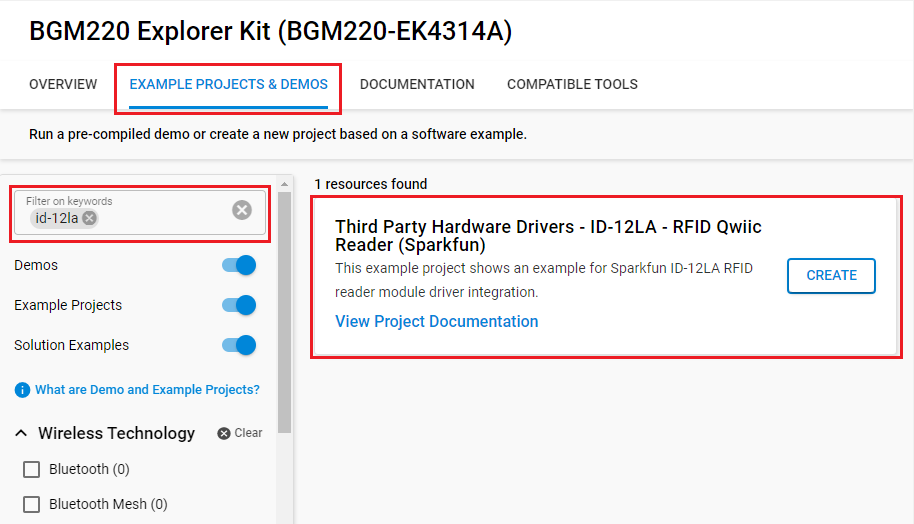 BGM220 Explorer Kit (BGM220-EK4314A)
OVERVIEW
EXAMPLE PROJECTS & DEMOS
DOCUMENTATION
COMPATIBLE TOOLS
Run a pre-compiled demo or create a new project based on a software example.
Filter on keywords
id-12la
Demos
Example Projects
Solution Examples
What are Demo and Example Projects?
Wireless Technology
Clear
Bluetooth (0)
Bluetooth Mesh (0)
1 resources found
Third Party Hardware Drivers - ID-12LA - RFID Qwiic
Reader (Sparkfun)
This example project shows an example for Sparkfun ID-12LA RFID
reader module driver integration.
View Project Documentation
CREATE